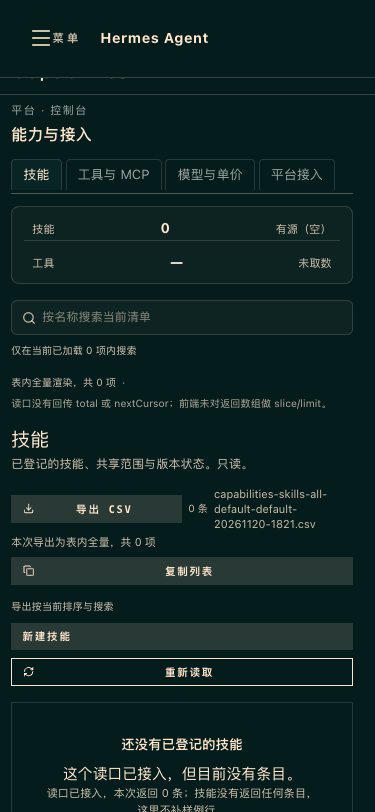 菜单 Hermes Agent
平台 · 控制台
能力与接入
技能 工具与 MCP 模型与单价 平台接入
技能 0 有源（空）
工具 — 未取数
按名称搜索当前清单
仅在当前已加载 0 项内搜索
表内全量渲染，共 0 项 ·
读口没有回传 total 或 nextCursor；前端未对返回数组做 slice/limit。
技能
已登记的技能、共享范围与版本状态。只读。
导出 CSV 0 条 capabilities-skills-all-
default-default-
20261120-1821.csv
本次导出为表内全量，共 0 项
复制列表
导出按当前排序与搜索
新建技能
重新读取
还没有已登记的技能
这个读口已接入，但目前没有条目。
读口已接入，本次返回 0 条；技能没有返回任何条目，
这里不补样例行